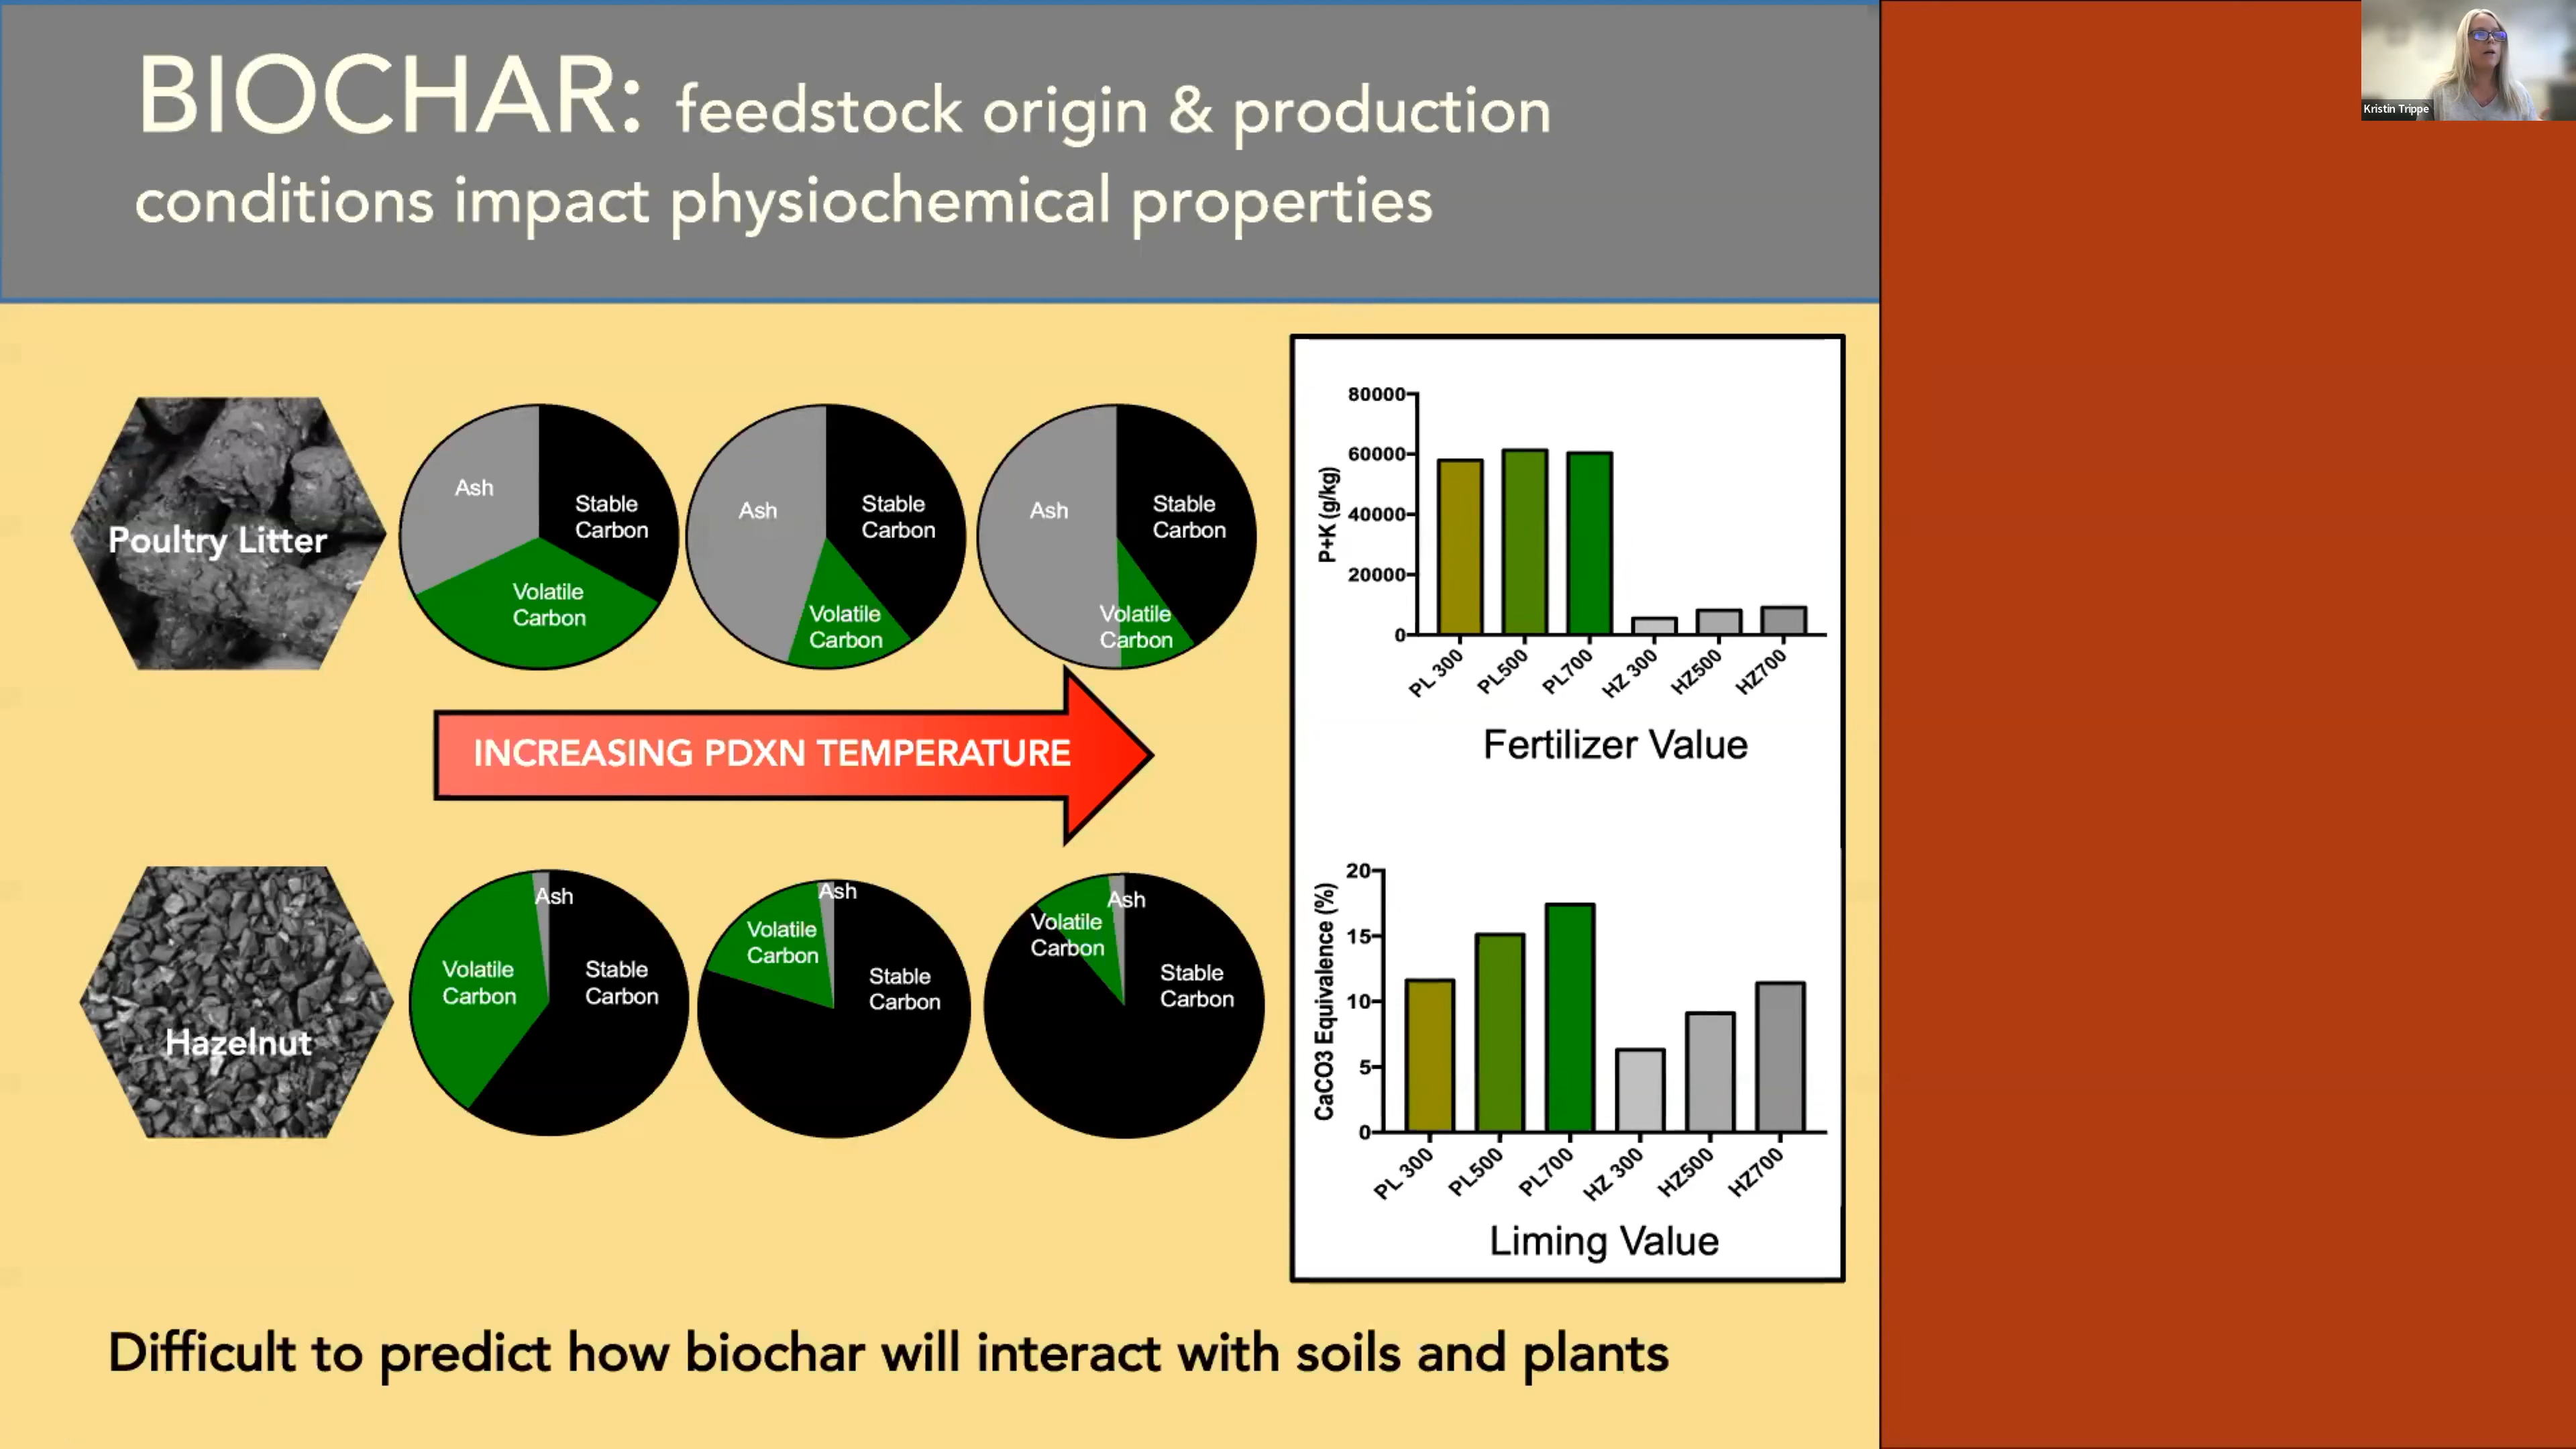 BIOCHAR: feedstock origin & production
conditions impact physiochemical properties
Kristin Trippe
Poultry Litter
Ash
Stable
Carbon
Volatile
Carbon
Ash
Stable
Carbon
Volatile
Carbon
Ash
Stable
Carbon
Volatile
Carbon
INCREASING PDXN TEMPERATURE
Hazelnut
Ash
Volatile
Carbon
Stable
Carbon
Ash
Volatile
Carbon
Stable
Carbon
Ash
Volatile
Carbon
Stable
Carbon
P+K (g/kg)
80000
60000
40000
20000
0
PL 300
PL500
PL700
HZ 300
HZ500
HZ700
Fertilizer Value
CaCO3 Equivalence (%)
20
15
10
5
0
PL 300
PL500
PL700
HZ 300
HZ500
HZ700
Liming Value
Difficult to predict how biochar will interact with soils and plants